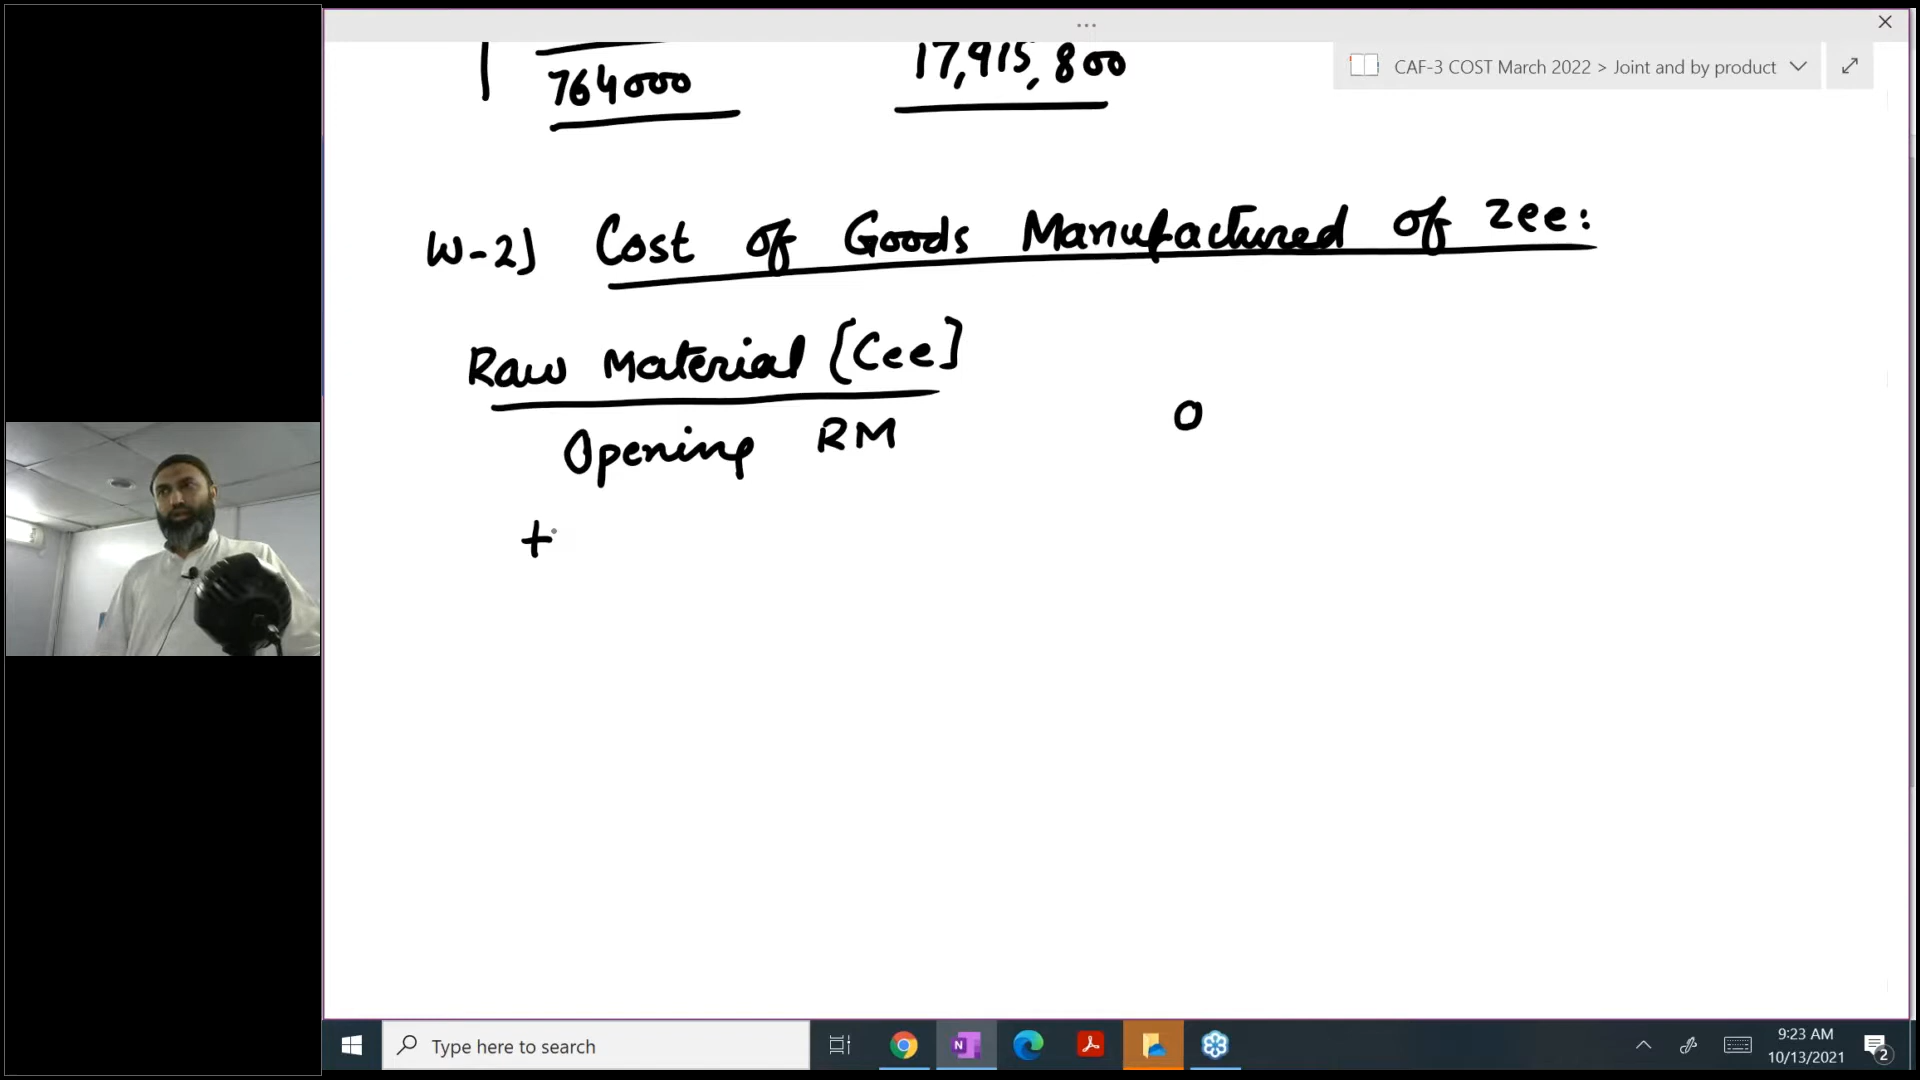 764000 17,915,800
CAF-3 COST March 2022 > Joint and by product
W-2] Cost of Goods Manufactured of Zee:
Raw Material [Cee]
Opening RM 0
+
Type here to search
9:23 AM
10/13/2021
2